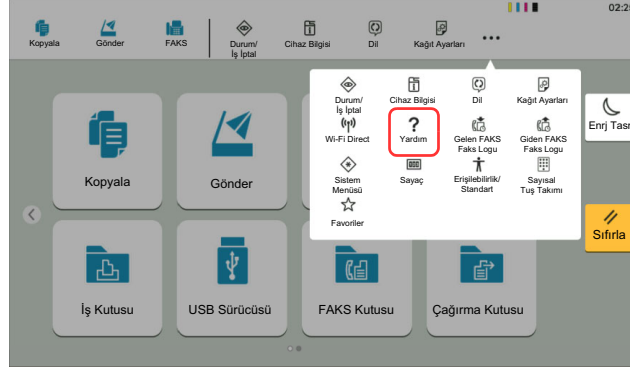 02:29
Kopyala
Gönder
FAKS
Durum/
İş İptal
Cihaz Bilgisi
Dil
Kağıt Ayarları
Durum/
İş İptal
Cihaz Bilgisi
Dil
Kağıt Ayarları
Wi-Fi Direct
Yardım
Gelen FAKS
Faks Logu
Giden FAKS
Faks Logu
Sistem
Menüsü
Sayaç
Erişilebilirlik/
Standart
Sayısal
Tuş Takımı
Favoriler
Enrj Tasr
Kopyala
Gönder
Sıfırla
İş Kutusu
USB Sürücüsü
FAKS Kutusu
Çağırma Kutusu